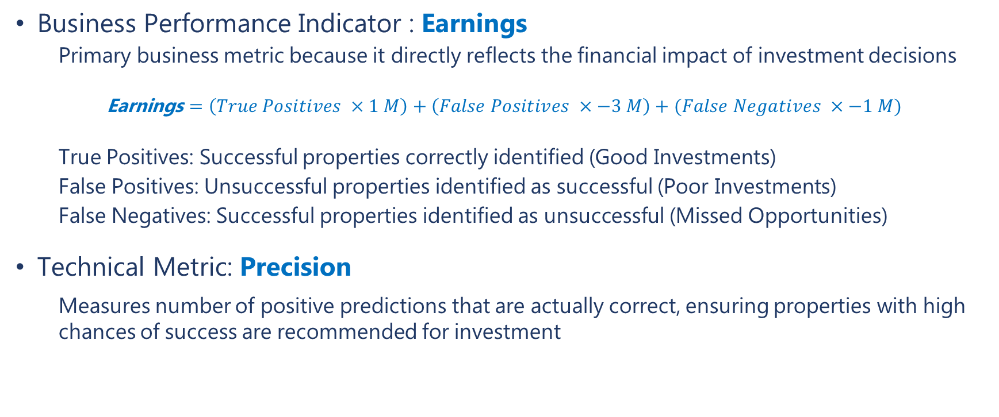 • Business Performance Indicator : Earnings
Primary business metric because it directly reflects the financial impact of investment decisions
Earnings = (True Positives × 1 M) + (False Positives × −3 M) + (False Negatives × −1 M)
True Positives: Successful properties correctly identified (Good Investments)
False Positives: Unsuccessful properties identified as successful (Poor Investments)
False Negatives: Successful properties identified as unsuccessful (Missed Opportunities)
• Technical Metric: Precision
Measures number of positive predictions that are actually correct, ensuring properties with high
chances of success are recommended for investment